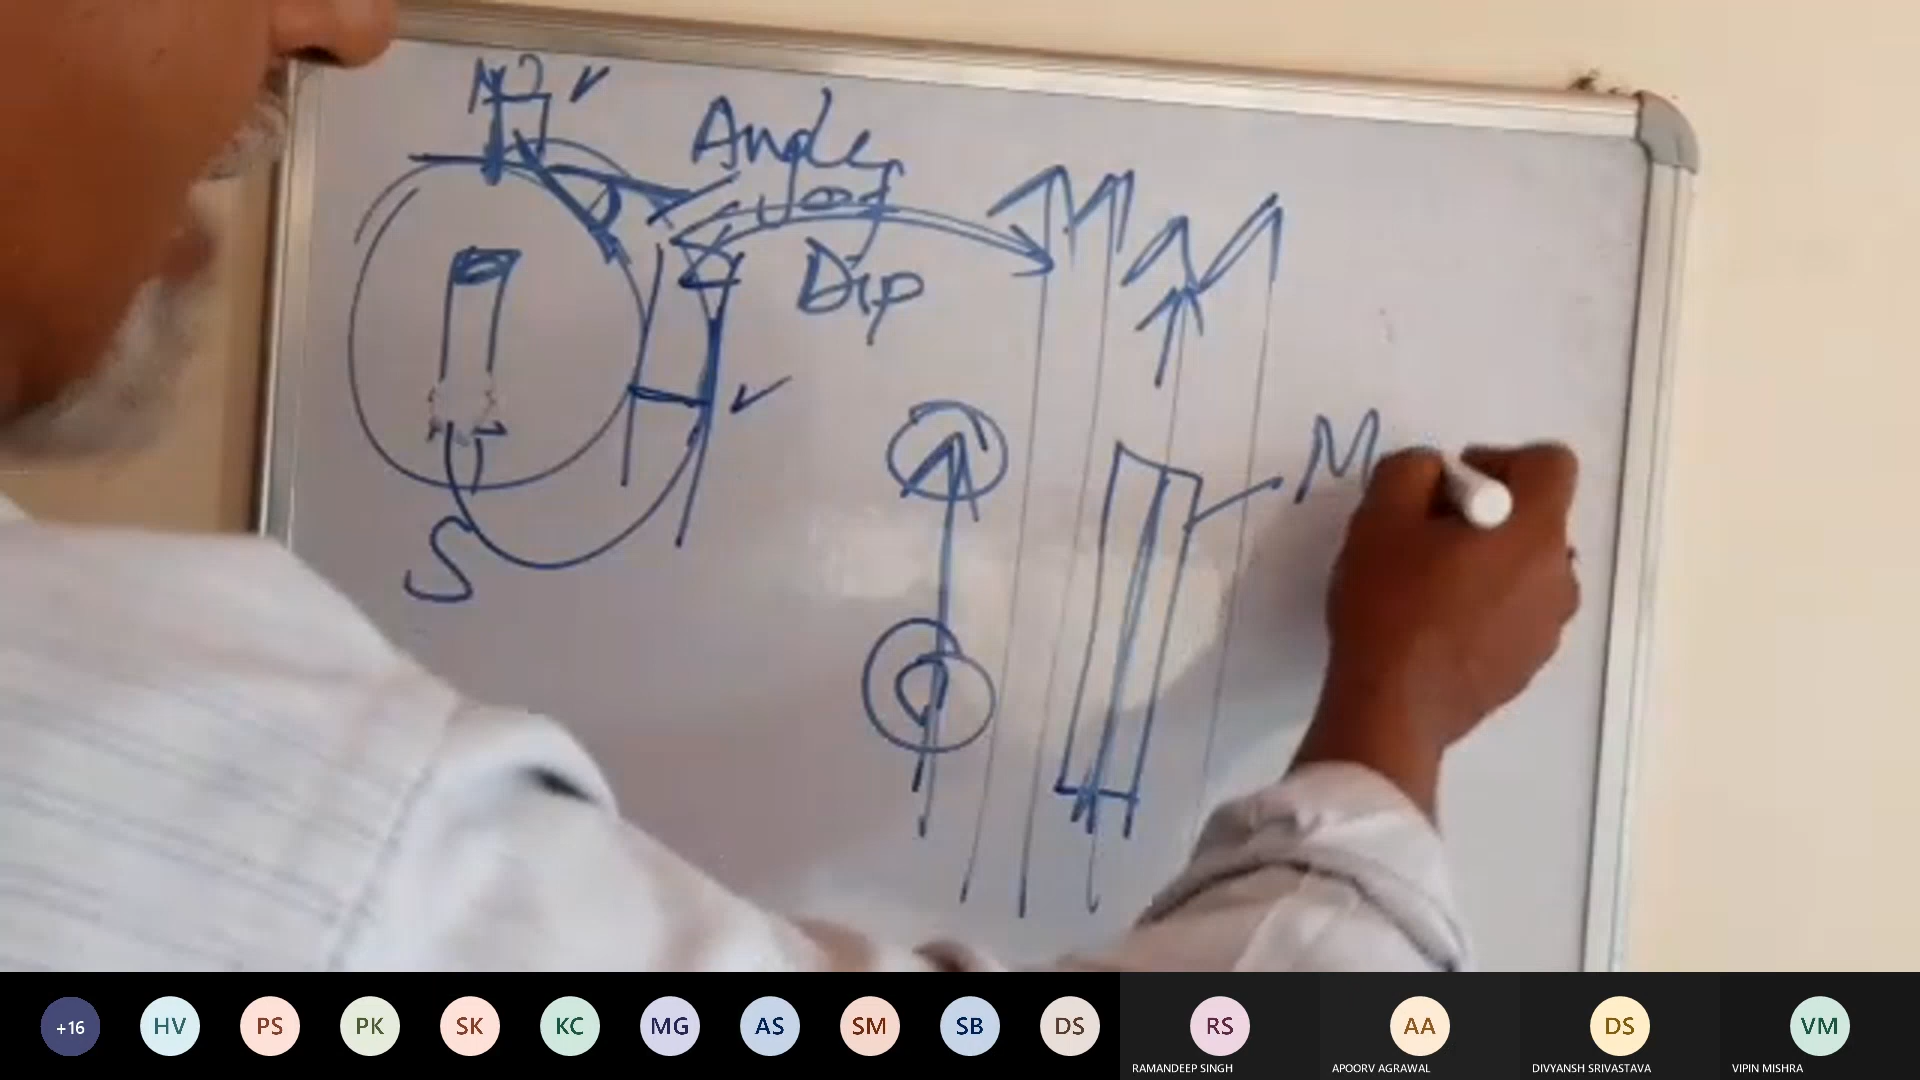 N
Angle
of
Dip
S
M
+16
HV
PS
PK
SK
KC
MG
AS
SM
SB
DS
RS
AA
DS
VM
RAMANDEEP SINGH
APOORV AGRAWAL
DIVYANSH SRIVASTAVA
VIPIN MISHRA